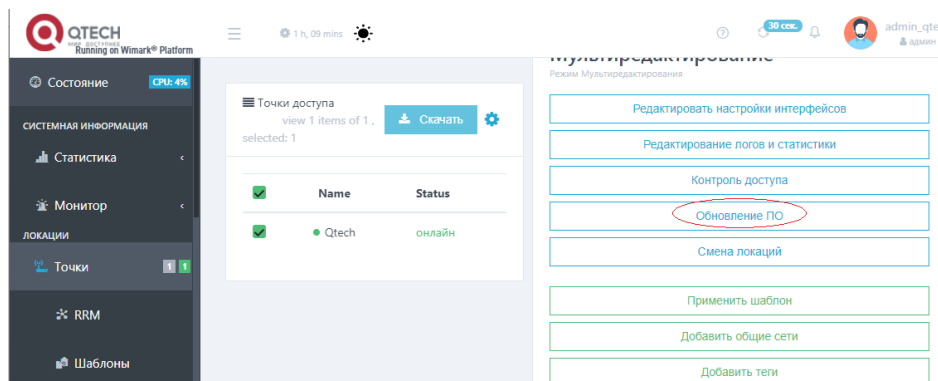 QTECH
МИР ДОСТУПНЕЕ
Running on Wimark® Platform
1 h, 09 mins
30 сек.
admin_qte
админ
Состояние
CPU: 4%
СИСТЕМНАЯ ИНФОРМАЦИЯ
Статистика
Монитор
ЛОКАЦИИ
Точки
1 1
RRM
Шаблоны
Точки доступа
view 1 items of 1 ,
selected: 1
Скачать
Name Status
Qtech онлайн
Мультиредактирование
Режим Мультиредактирования
Редактировать настройки интерфейсов
Редактирование логов и статистики
Контроль доступа
Обновление ПО
Смена локаций
Применить шаблон
Добавить общие сети
Добавить теги